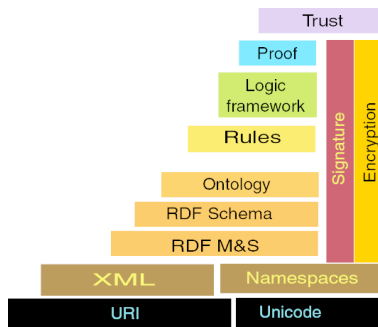 Trust
Proof
Logic
framework
Rules
Ontology
RDF Schema
RDF M&S
Signature
Encryption
XML
Namespaces
URI
Unicode